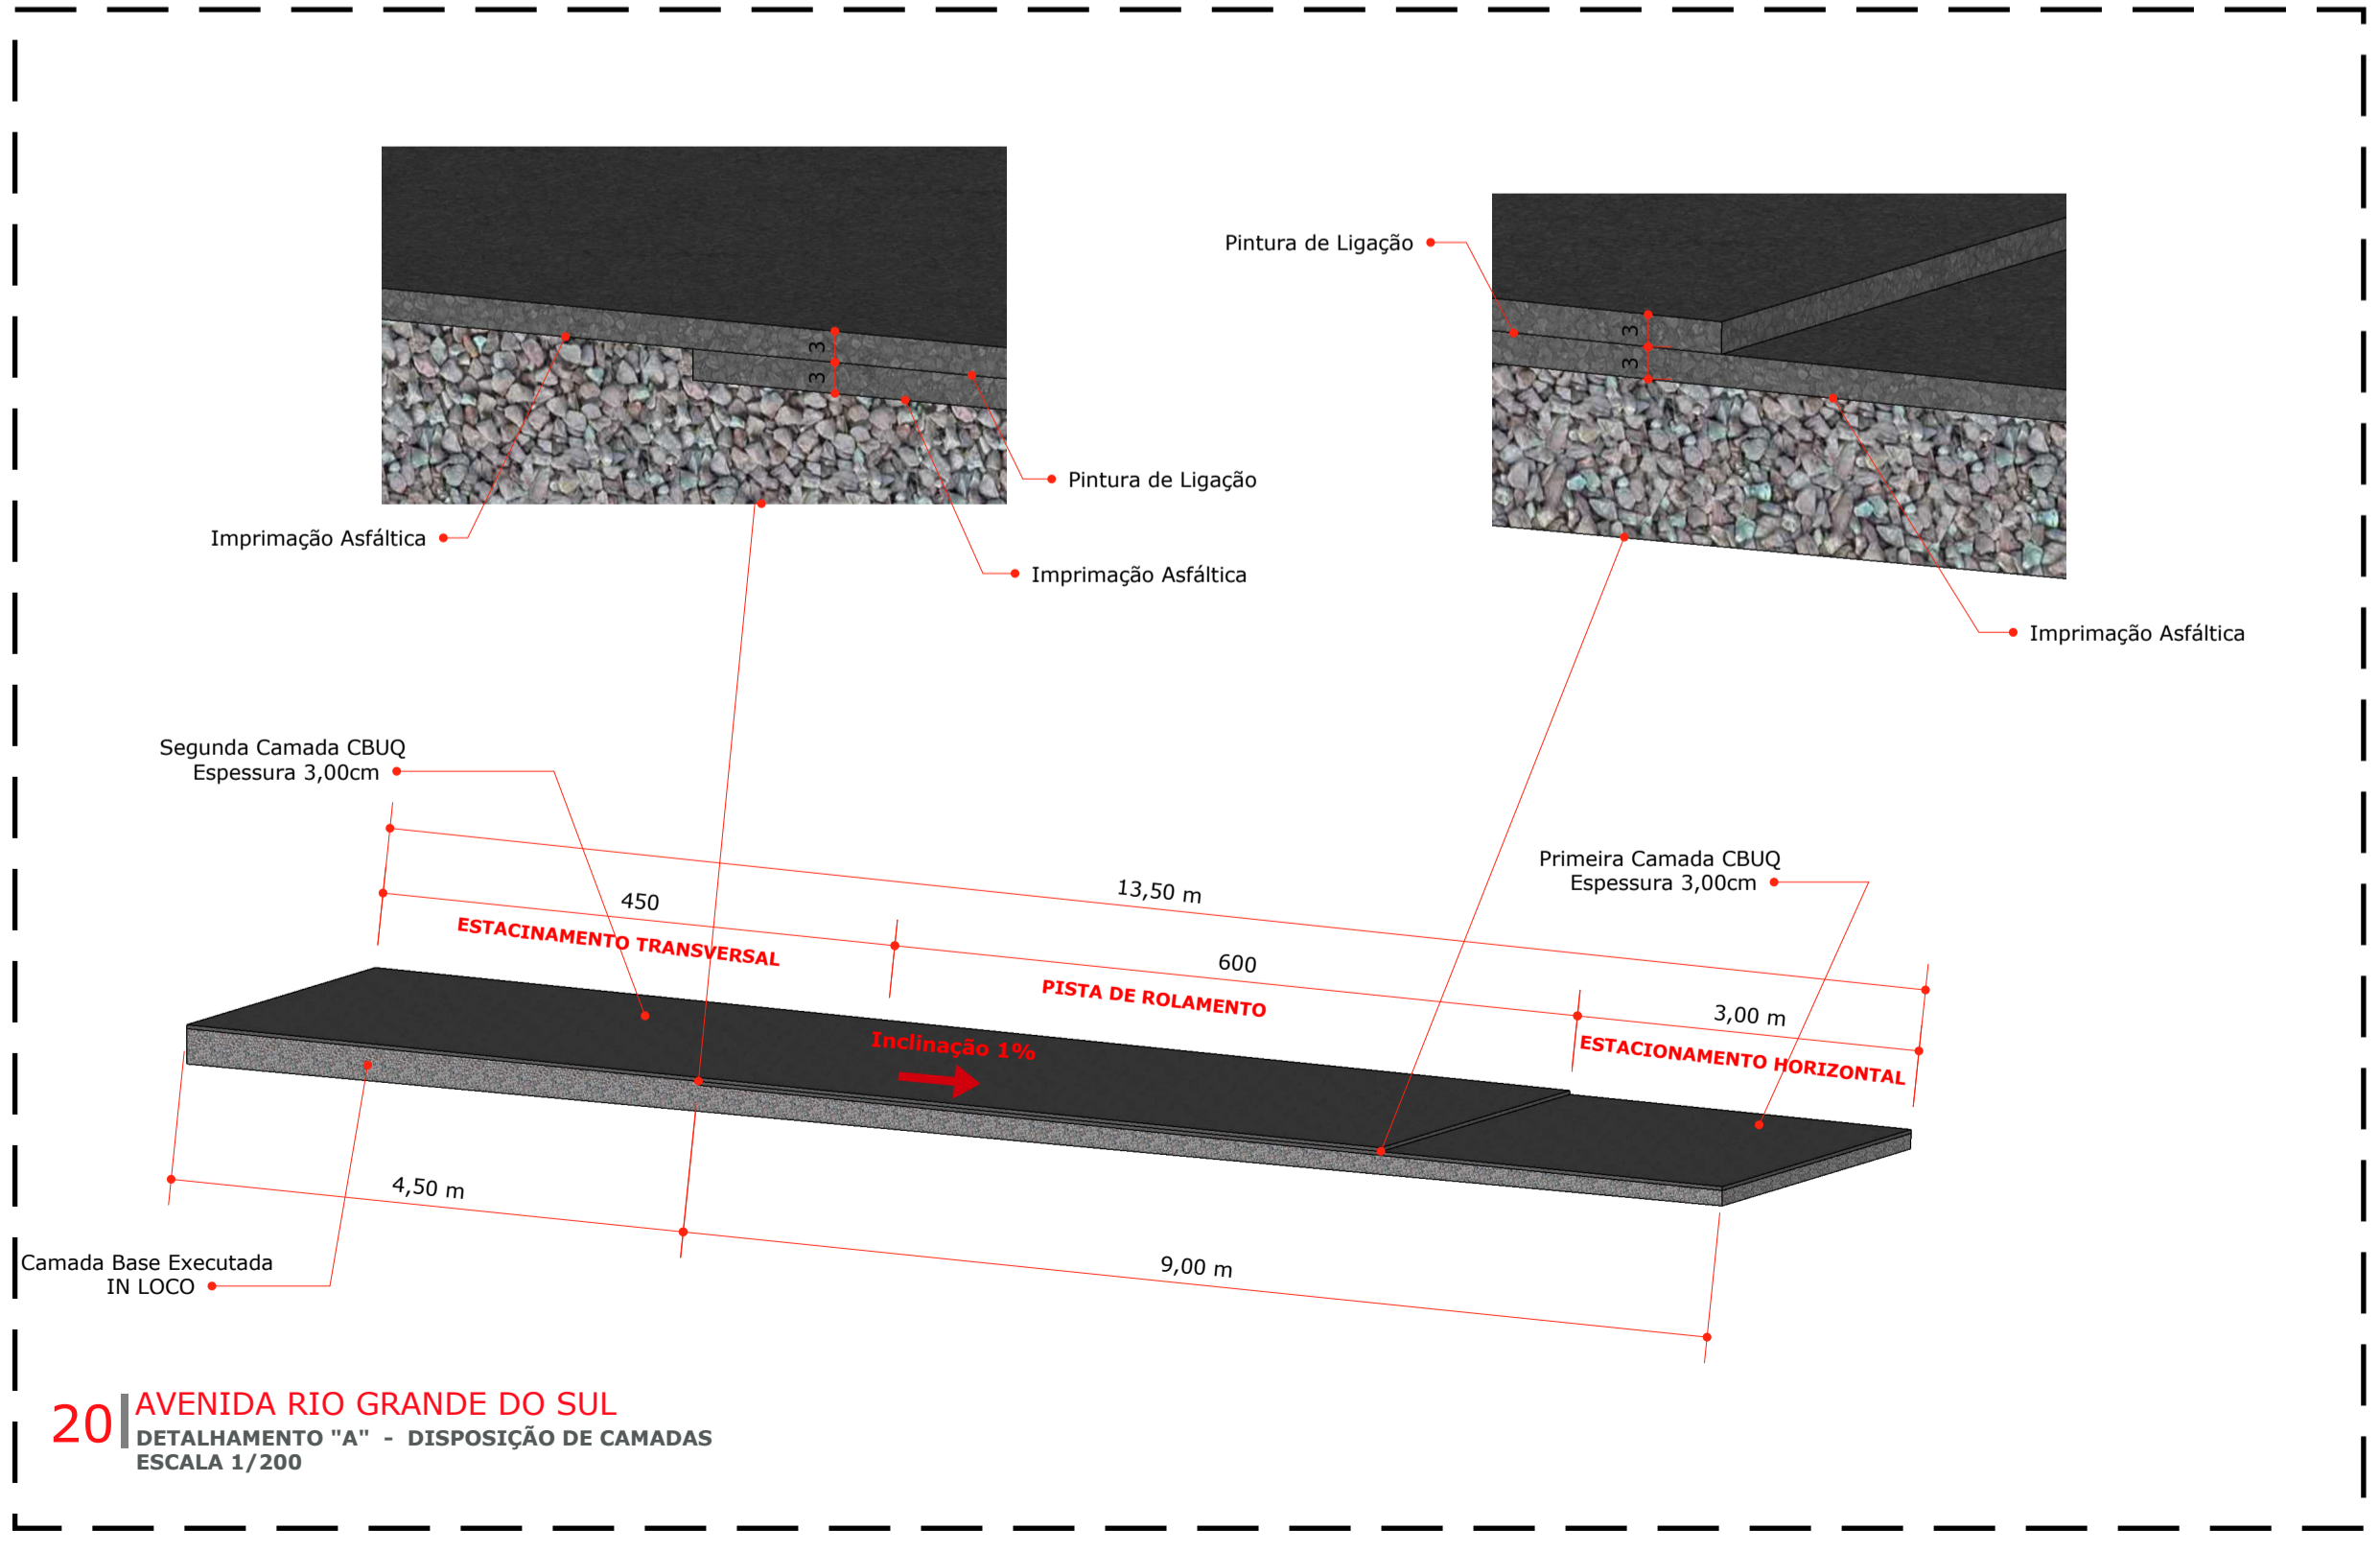 Pintura de Ligação
3
3
3
3
Pintura de Ligação
Imprimação Asfáltica
Imprimação Asfáltica
Imprimação Asfáltica
Segunda Camada CBUQ
Espessura 3,00cm
Primeira Camada CBUQ
Espessura 3,00cm
13,50 m
450
ESTACINAMENTO TRANSVERSAL
600
PISTA DE ROLAMENTO
3,00 m
ESTACIONAMENTO HORIZONTAL
Inclinação 1%
4,50 m
9,00 m
Camada Base Executada
IN LOCO
20
AVENIDA RIO GRANDE DO SUL
DETALHAMENTO "A" - DISPOSIÇÃO DE CAMADAS
ESCALA 1/200